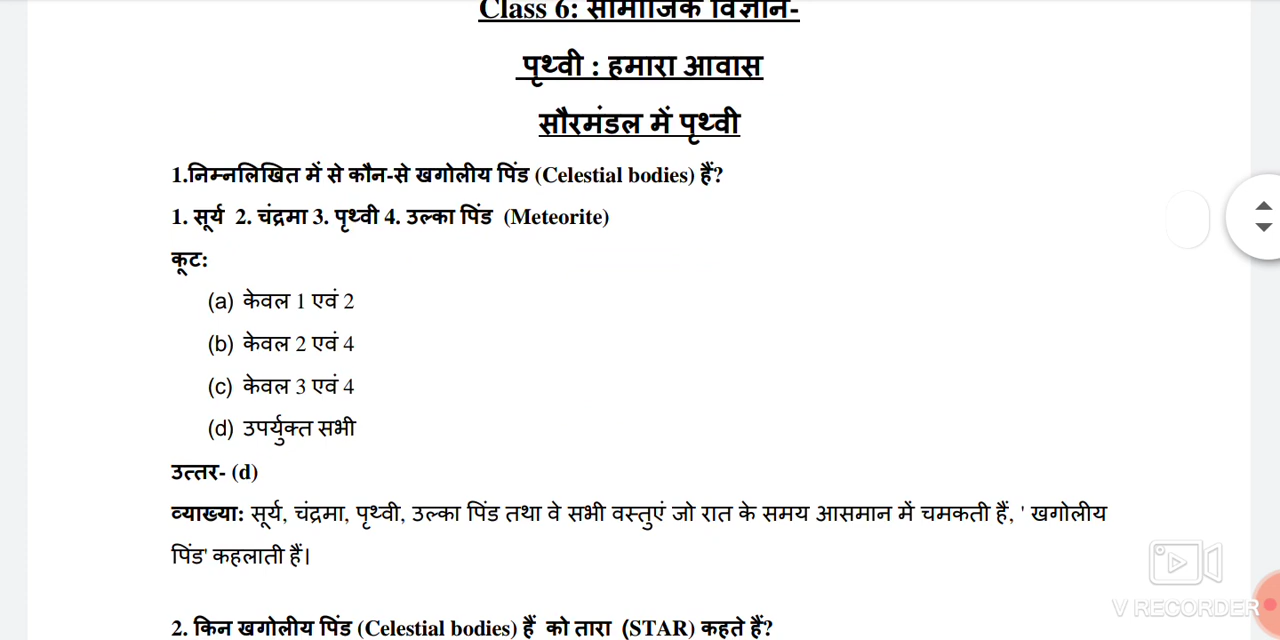 Class 6: सामाजिक विज्ञान-
पृथ्वी : हमारा आवास
सौरमंडल में पृथ्वी
1.निम्नलिखित में से कौन-से खगोलीय पिंड (Celestial bodies) हैं?
1. सूर्य 2. चंद्रमा 3. पृथ्वी 4. उल्का पिंड (Meteorite)
कूट:
(a) केवल 1 एवं 2
(b) केवल 2 एवं 4
(c) केवल 3 एवं 4
(d) उपर्युक्त सभी
उत्तर- (d)
व्याख्या: सूर्य, चंद्रमा, पृथ्वी, उल्का पिंड तथा वे सभी वस्तुएं जो रात के समय आसमान में चमकती हैं, ' खगोलीय
पिंड' कहलाती हैं।
V RECORDER
2. किन खगोलीय पिंड (Celestial bodies) हैं को तारा (STAR) कहते हैं?